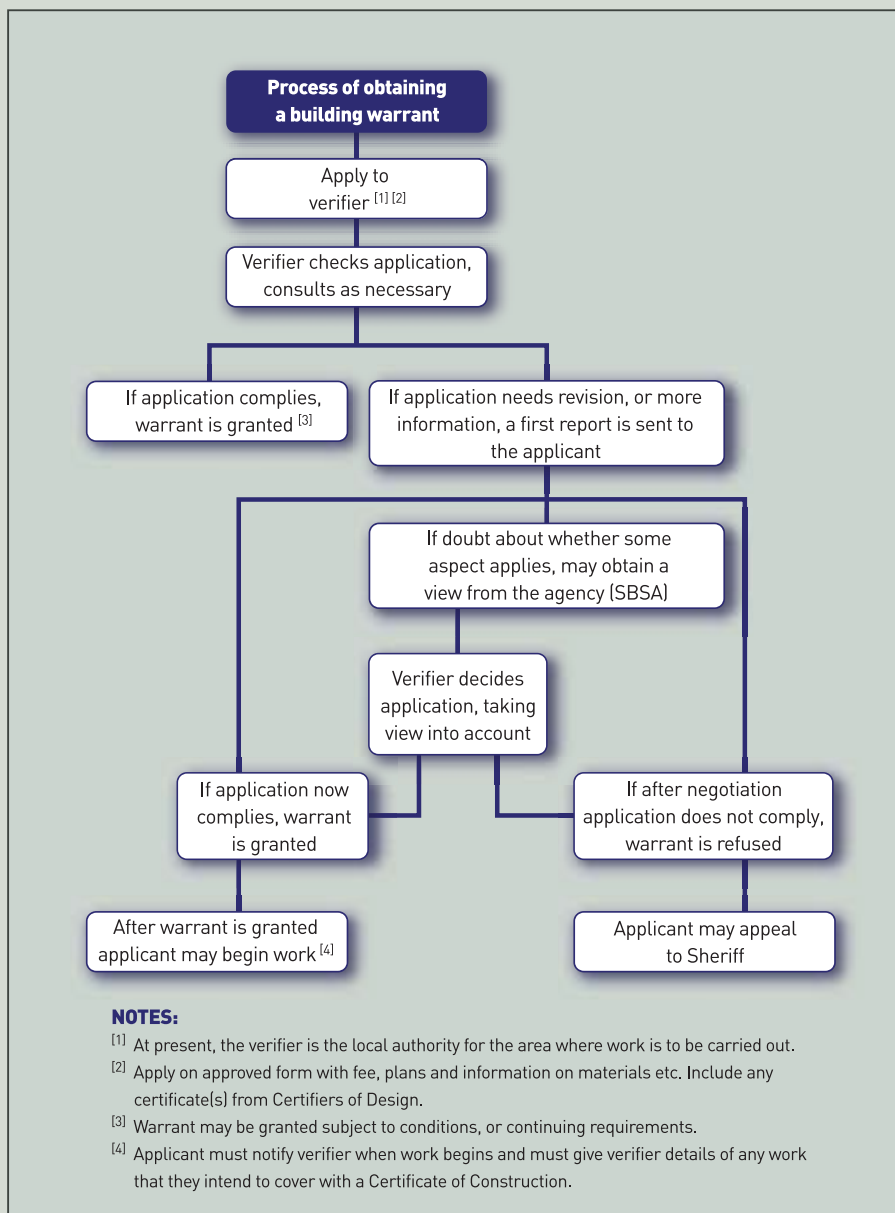 Process of obtaining
a building warrant
Apply to
verifier [1] [2]
Verifier checks application,
consults as necessary
If application complies,
warrant is granted [3]
If application needs revision, or more
information, a first report is sent to
the applicant
If doubt about whether some
aspect applies, may obtain a
view from the agency (SBSA)
Verifier decides
application, taking
view into account
If application now
complies, warrant
is granted
If after negotiation
application does not comply,
warrant is refused
After warrant is granted
applicant may begin work [4]
Applicant may appeal
to Sheriff
NOTES:
[1] At present, the verifier is the local authority for the area where work is to be carried out.
[2] Apply on approved form with fee, plans and information on materials etc. Include any
certificate(s) from Certifiers of Design.
[3] Warrant may be granted subject to conditions, or continuing requirements.
[4] Applicant must notify verifier when work begins and must give verifier details of any work
that they intend to cover with a Certificate of Construction.